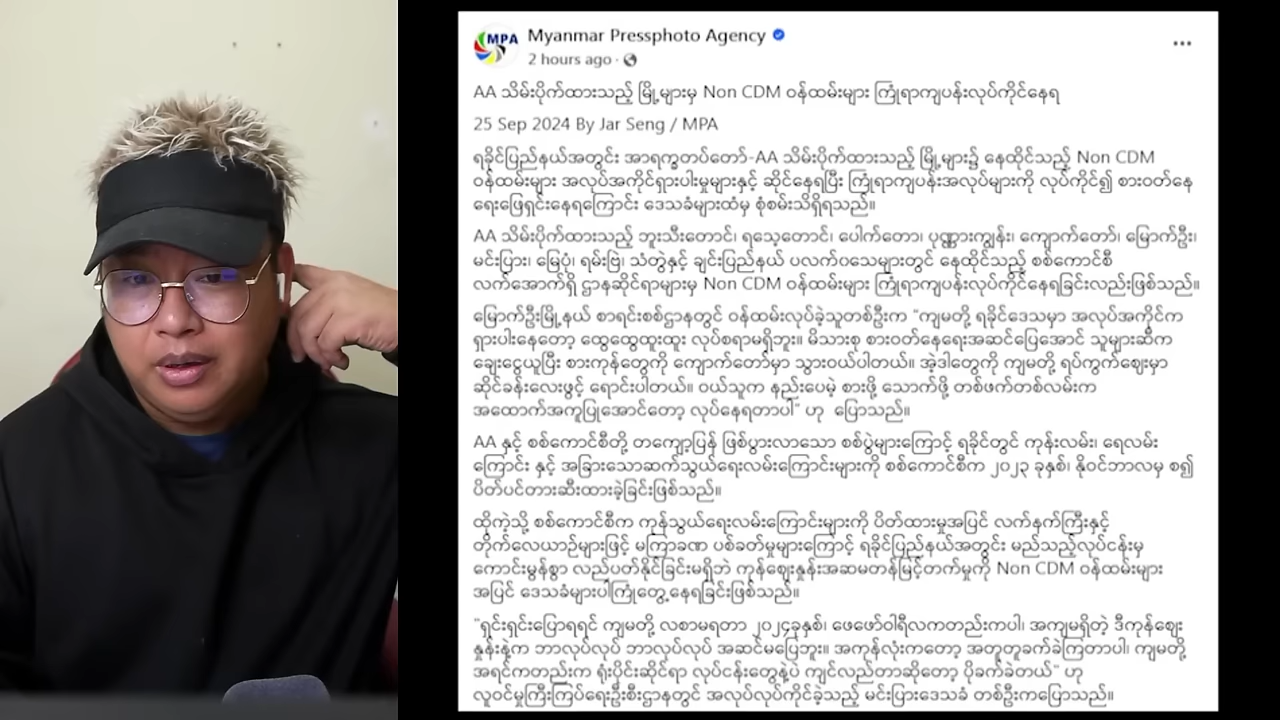 MPA
Myanmar Pressphoto Agency
2 hours ago ·
AA သိမ်းပိုက်ထားသည့် မြို့များမှ Non CDM ဝန်ထမ်းများ ကြုံရာကျပန်းလုပ်ကိုင်နေရ
25 Sep 2024 By Jar Seng / MPA
ရခိုင်ပြည်နယ်အတွင်း အာရက္ခတပ်တော်-AA သိမ်းပိုက်ထားသည့် မြို့များ၌ နေထိုင်သည့် Non CDM
ဝန်ထမ်းများ အလုပ်အကိုင်ရှားပါးမှုများနှင့် ဆိုင်နေရပြီး ကြုံရာကျပန်းအလုပ်များကို လုပ်ကိုင်၍ စားဝတ်နေ
ရေးဖြေရှင်းနေရကြောင်း ဒေသခံများထံမှ စုံစမ်းသိရှိရသည်။
AA သိမ်းပိုက်ထားသည့် ဘူးသီးတောင်၊ ရသေ့တောင်၊ ပေါက်တော၊ ပုဏ္ဏားကျွန်း၊ ကျောက်တော်၊ မြောက်ဦး၊
မင်းပြား၊ မြေပုံ၊ ရမ်းဗြဲ၊ သံတွဲနှင့် ချင်းပြည်နယ် ပလက်ဝသေများတွင် နေထိုင်သည့် စစ်ကောင်စီ
လက်အောက်ရှိ ဌာနဆိုင်ရာများမှ Non CDM ဝန်ထမ်းများ ကြုံရာကျပန်းလုပ်ကိုင်နေရခြင်းလည်းဖြစ်သည်။
မြောက်ဦးမြို့နယ် စာရင်းစစ်ဌာနတွင် ဝန်ထမ်းလုပ်ခဲ့သူတစ်ဦးက "ကျမတို့ ရခိုင်ဒေသမှာ အလုပ်အကိုင်က
ရှားပါးနေတော့ ထွေထွေထူးထူး လုပ်စရာမရှိဘူး။ မိသားစု စားဝတ်နေရေးအဆင်ပြေအောင် သူများဆီက
ချေးငွေယူပြီး စားကုန်တွေကို ကျောက်တော်မှာ သွားဝယ်ပါတယ်။ အဲ့ဒါတွေကို ကျမတို့ ရပ်ကွက်ဈေးမှာ
ဆိုင်ခန်းလေးဖွင့် ရောင်းပါတယ်။ ဝယ်သူက နည်းပေမဲ့ စားဖို့ သောက်ဖို့ တစ်ဖက်တစ်လမ်းက
အထောက်အကူပြုအောင်တော့ လုပ်နေရတာပါ" ဟု ပြောသည်။
AA နှင့် စစ်ကောင်စီတို့ တကျော့ပြန် ဖြစ်ပွားလာသော စစ်ပွဲများကြောင့် ရခိုင်တွင် ကုန်းလမ်း၊ ရေလမ်း
ကြောင်း နှင့် အခြားသောဆက်သွယ်ရေးလမ်းကြောင်းများကို စစ်ကောင်စီက ၂၀၂၃ ခုနှစ်၊ နိုဝင်ဘာလမှ စ၍
ပိတ်ပင်တားဆီးထားခဲ့ခြင်းဖြစ်သည်။
ထိုကဲ့သို့ စစ်ကောင်စီက ကုန်သွယ်ရေးလမ်းကြောင်းများကို ပိတ်ထားမှုအပြင် လက်နက်ကြီးနှင့်
တိုက်လေယာဉ်များဖြင့် မကြာခဏ ပစ်ခတ်မှုများကြောင့် ရခိုင်ပြည်နယ်အတွင်း မည်သည့်လုပ်ငန်းမှ
ကောင်းမွန်စွာ လည်ပတ်နိုင်ခြင်းမရှိဘဲ ကုန်ဈေးနှုန်းအဆမတန်မြင့်တက်မှုကို Non CDM ဝန်ထမ်းများ
အပြင် ဒေသခံများပါကြုံတွေ့နေရခြင်းဖြစ်သည်။
"ရှင်းရှင်းပြောရရင် ကျမတို့ လစာမရတာ ၂၀၂၄ခုနှစ်၊ ဖေဖော်ဝါရီလကတည်းကပါ၊ အကျမရှိတဲ့ ဒီကုန်ဈေး
နှုန်းနဲ့က ဘာလုပ်လုပ် ဘာလုပ်လုပ် အဆင်မပြေဘူး။ အကုန်လုံးကတော့ အတူတူခက်ခဲကြတာပါ၊ ကျမတို့
အရင်ကတည်းက ရုံးပိုင်းဆိုင်ရာ လုပ်ငန်းတွေနဲ့ပဲ ကျင်လည်တာဆိုတော့ ပိုခက်ခဲတယ်" ဟု
လူဝင်မှုကြီးကြပ်ရေးဦးစီးဌာနတွင် အလုပ်လုပ်ကိုင်ခဲ့သည့် မင်းပြားဒေသခံ တစ်ဦးကပြောသည်။